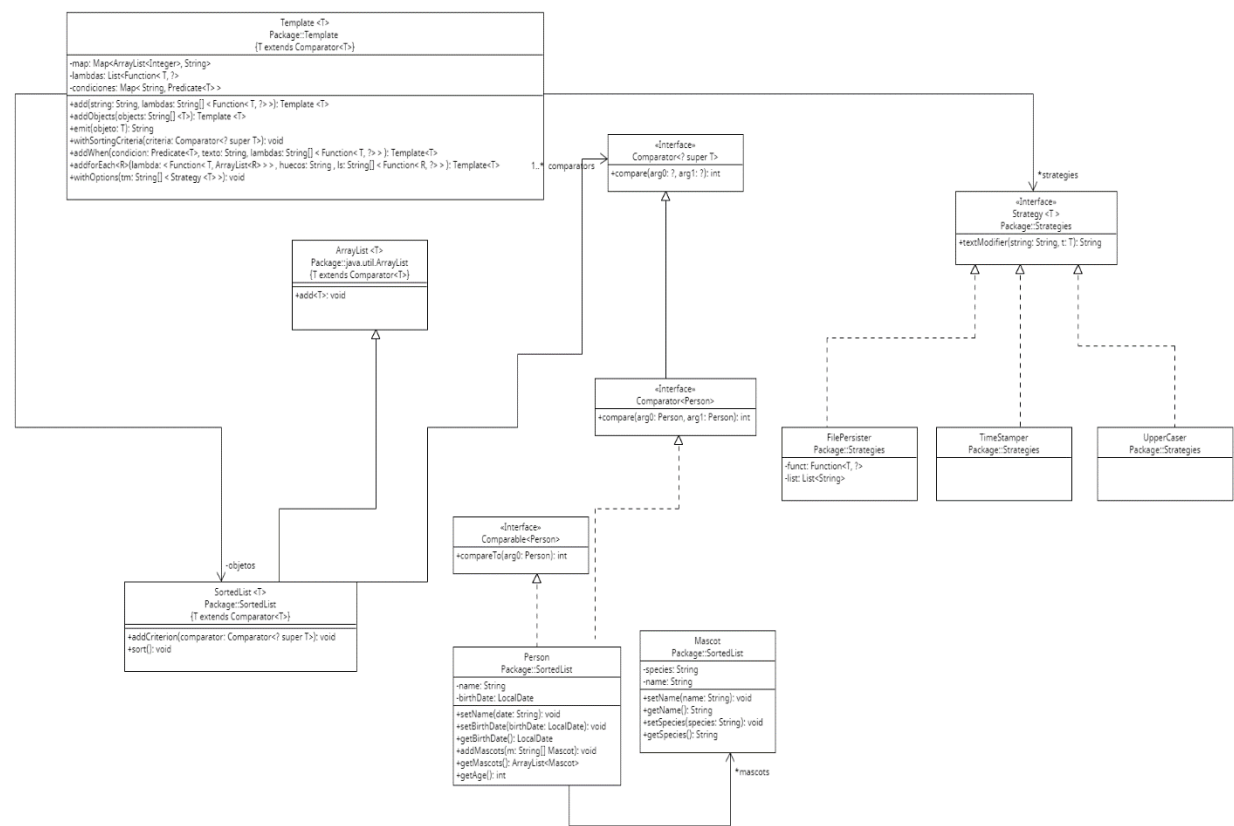 Template <T>
Package::Template
{T extends Comparator<T>}
-map: Map<ArrayList<Integer>, String>
-lambdas: List<Function< T, ?>
-condiciones: Map< String, Predicate<T> >
+add(string: String, lambdas: String[] < Function< T, ?> >): Template <T>
+addObjects(objects: String[] <T>): Template <T>
+emit(objeto: T): String
+withSortingCriteria(criteria: Comparator<? super T>): void
+addWhen(condicion: Predicate<T>, texto: String, lambdas: String[] < Function< T, ?> > ): Template<T>
+addforEach<R>(lambda: < Function< T, ArrayList<R> > > , huecos: String , ls: String[] < Function< R, ?> > ): Template<T>
+withOptions(tm: String[] < Strategy <T> >): void
1..* comparators
«Interface»
Comparator<? super T>
+compare(arg0: ?, arg1: ?): int
*strategies
«Interface»
Strategy <T >
Package::Strategies
+textModifier(string: String, t: T): String
ArrayList <T>
Package::java.util.ArrayList
{T extends Comparator<T>}
+add<T>: void
«Interface»
Comparator<Person>
+compare(arg0: Person, arg1: Person): int
FilePersister
Package::Strategies
-funct: Function<T, ?>
-list: List<String>
TimeStamper
Package::Strategies
UpperCaser
Package::Strategies
«Interface»
Comparable<Person>
+compareTo(arg0: Person): int
-objetos
SortedList <T>
Package::SortedList
{T extends Comparator<T>}
+addCriterion(comparator: Comparator<? super T>): void
+sort(): void
Person
Package::SortedList
-name: String
-birthDate: LocalDate
+setName(date: String): void
+setBirthDate(birthDate: LocalDate): void
+getBirthDate(): LocalDate
+addMascots(m: String[] Mascot): void
+getMascots(): ArrayList<Mascot>
+getAge(): int
Mascot
Package::SortedList
-species: String
-name: String
+setName(name: String): void
+getName(): String
+setSpecies(species: String): void
+getSpecies(): String
*mascots